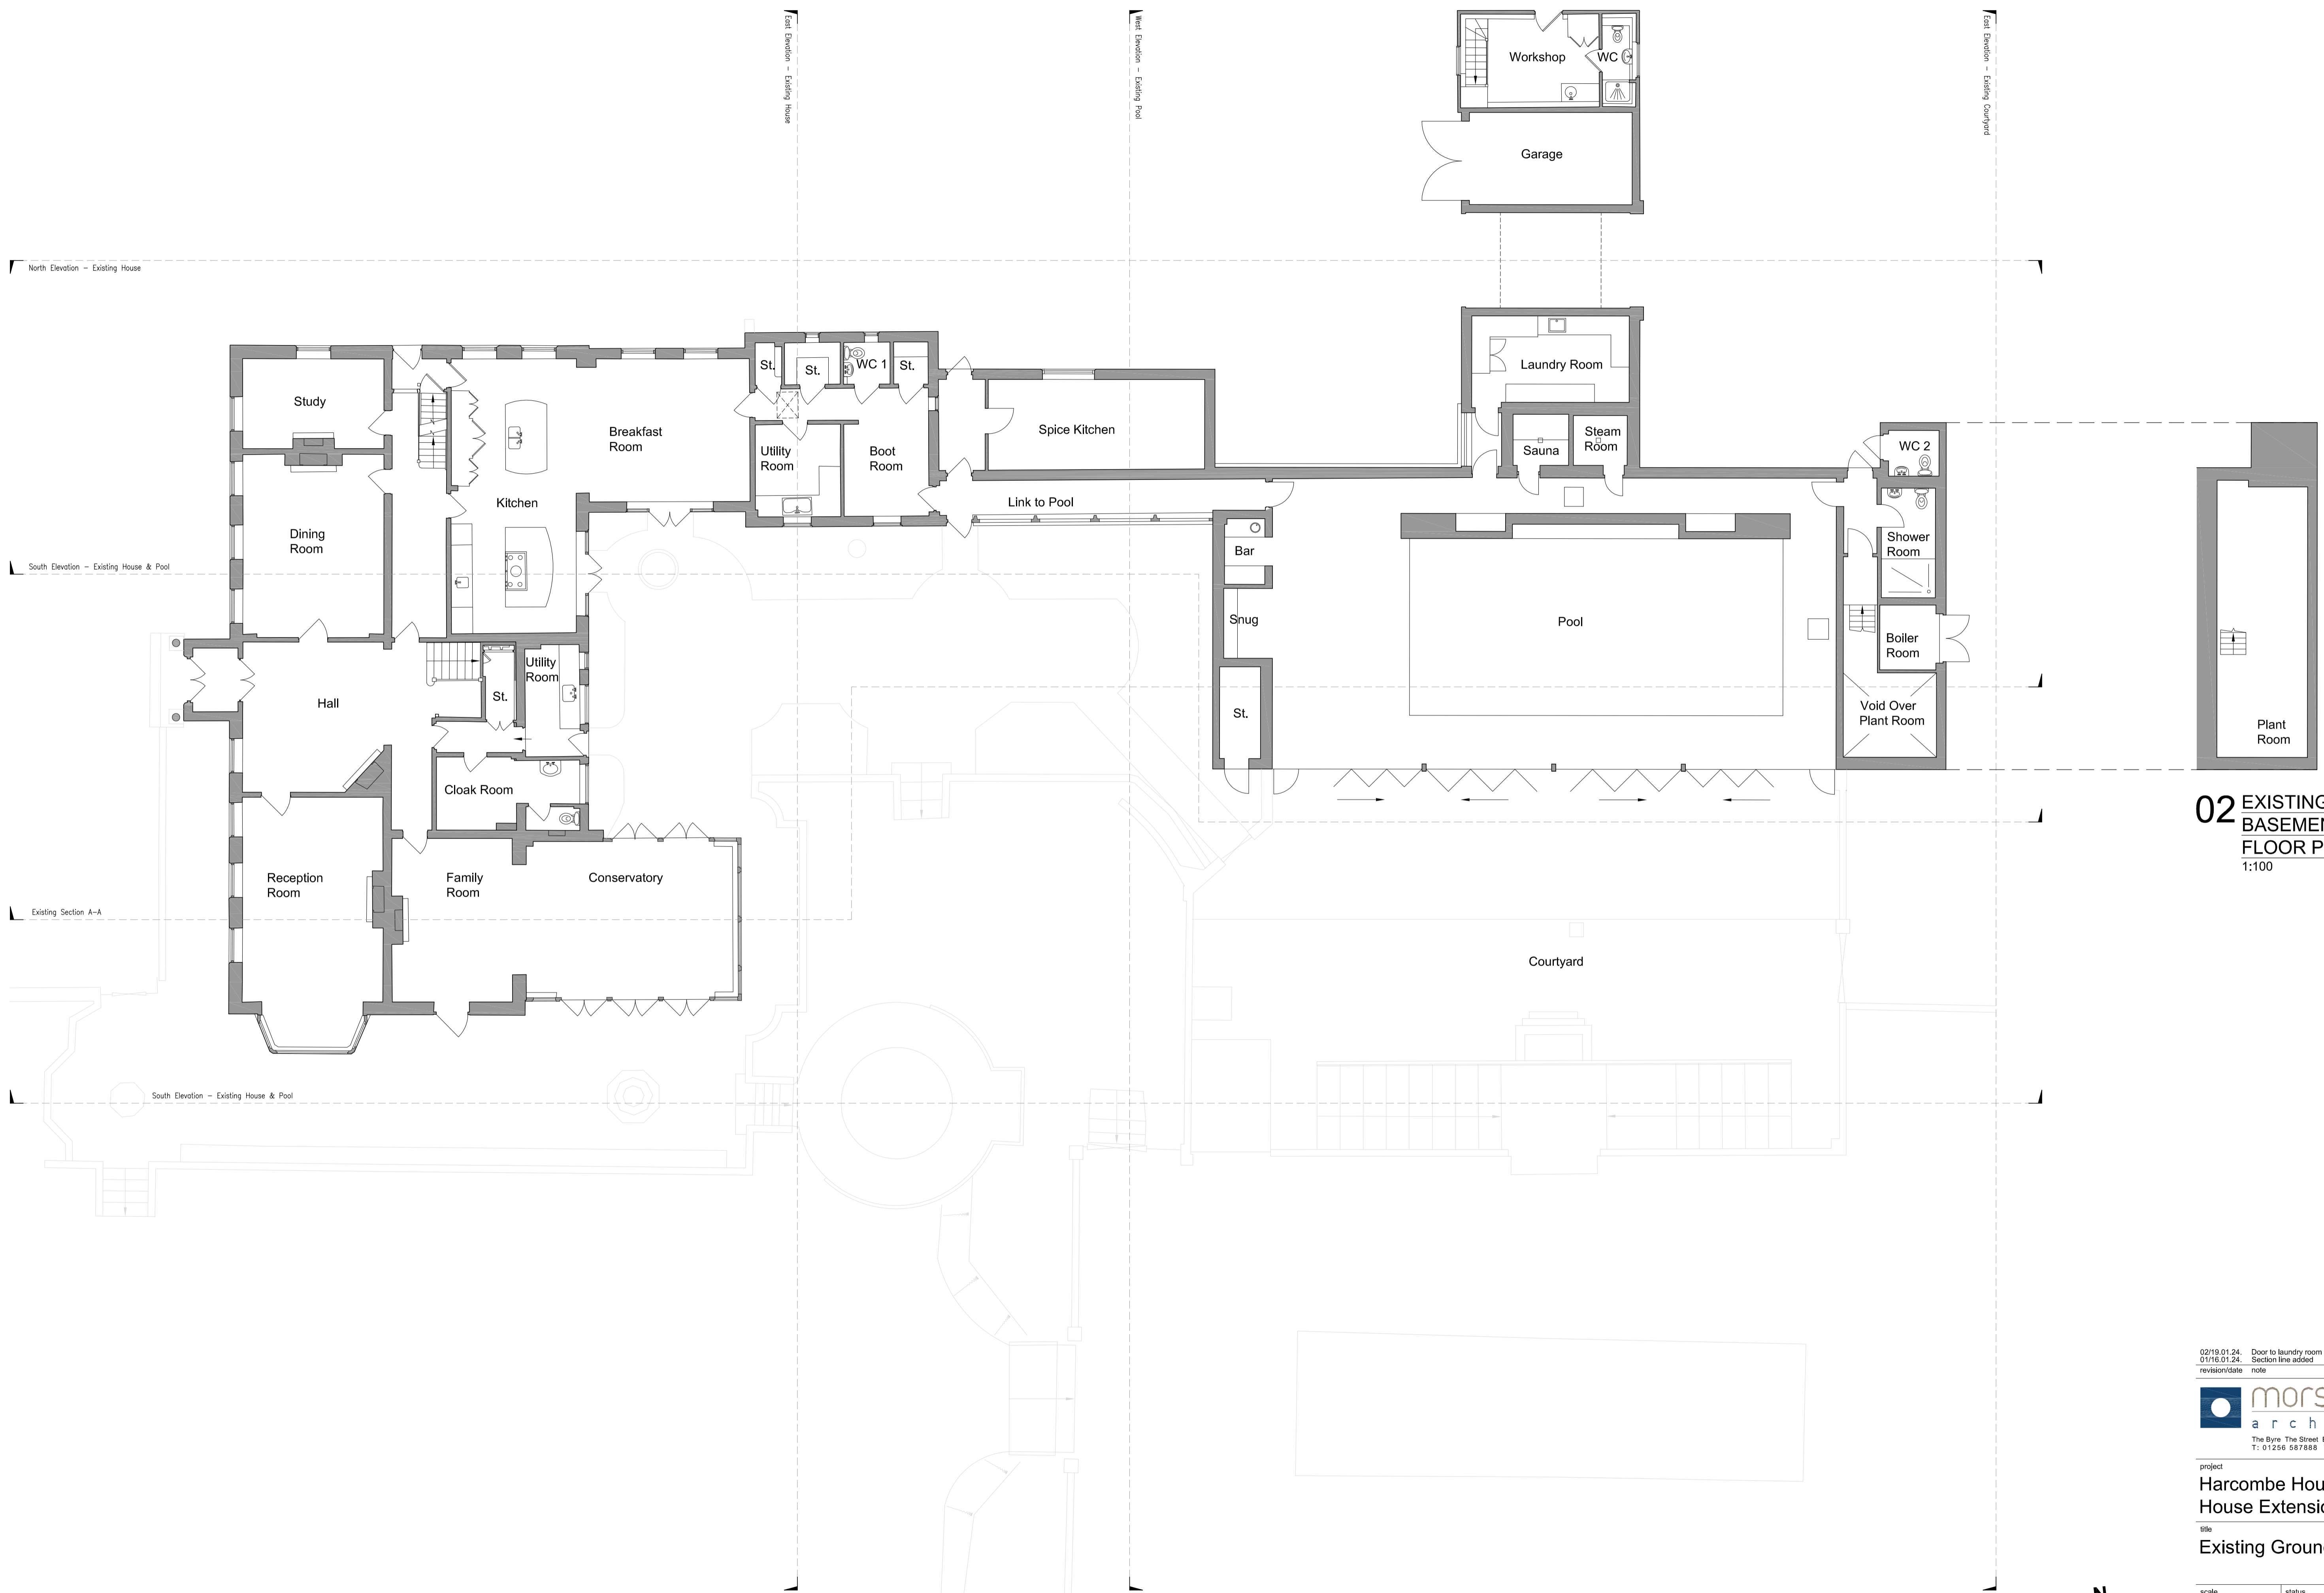 East Elevation - Existing House
West Elevation - Existing Pool
East Elevation - Existing Courtyard
Workshop
WC
Garage
North Elevation - Existing House
Laundry Room
St.
St.
WC 1
St.
Study
Breakfast
Room
Spice Kitchen
Utility
Room
Boot
Room
Sauna
Steam
Room
WC 2
Kitchen
Link to Pool
Dining
Room
Bar
Shower
Room
South Elevation - Existing House & Pool
Snug
Pool
Boiler
Room
Utility
Room
St.
Hall
St.
Void Over
Plant Room
Plant
Room
Cloak Room
02 EXISTING
BASEMEN
FLOOR P
1:100
Reception
Room
Family
Room
Conservatory
Existing Section A-A
Courtyard
South Elevation - Existing House & Pool
02/19.01.24. Door to laundry room
01/16.01.24. Section line added
revision/date note
mors
arch
The Byre The Street
T: 01256 587888
project
Harcombe Hou
House Extensi
title
Existing Groun
scale status
N